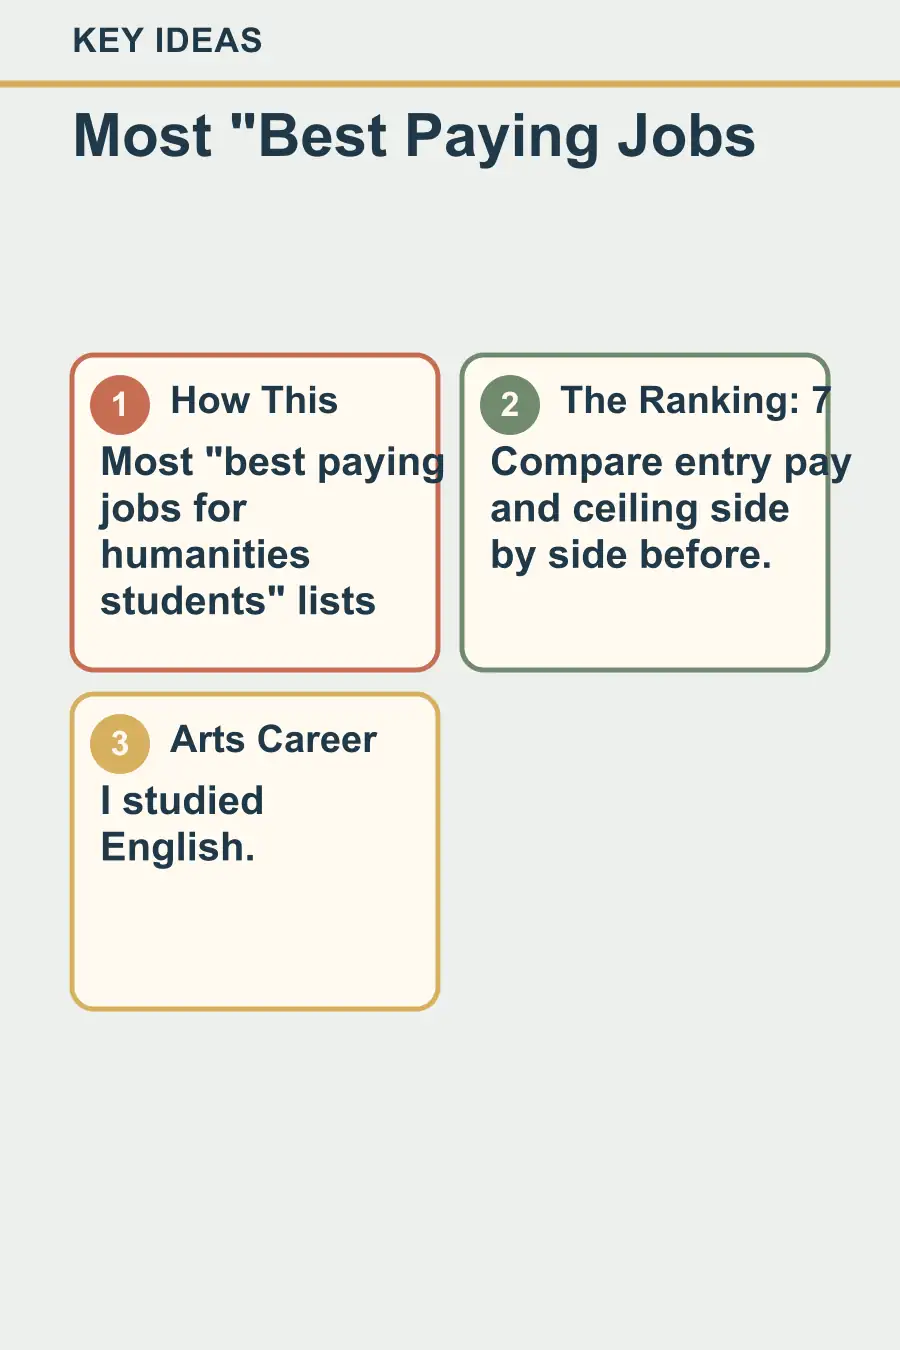 KEY IDEAS
Most "Best Paying Jobs
1 How This
Most "best paying
jobs for
humanities
students" lists
2 The Ranking: 7
Compare entry pay
and ceiling side
by side before.
3 Arts Career
I studied
English.